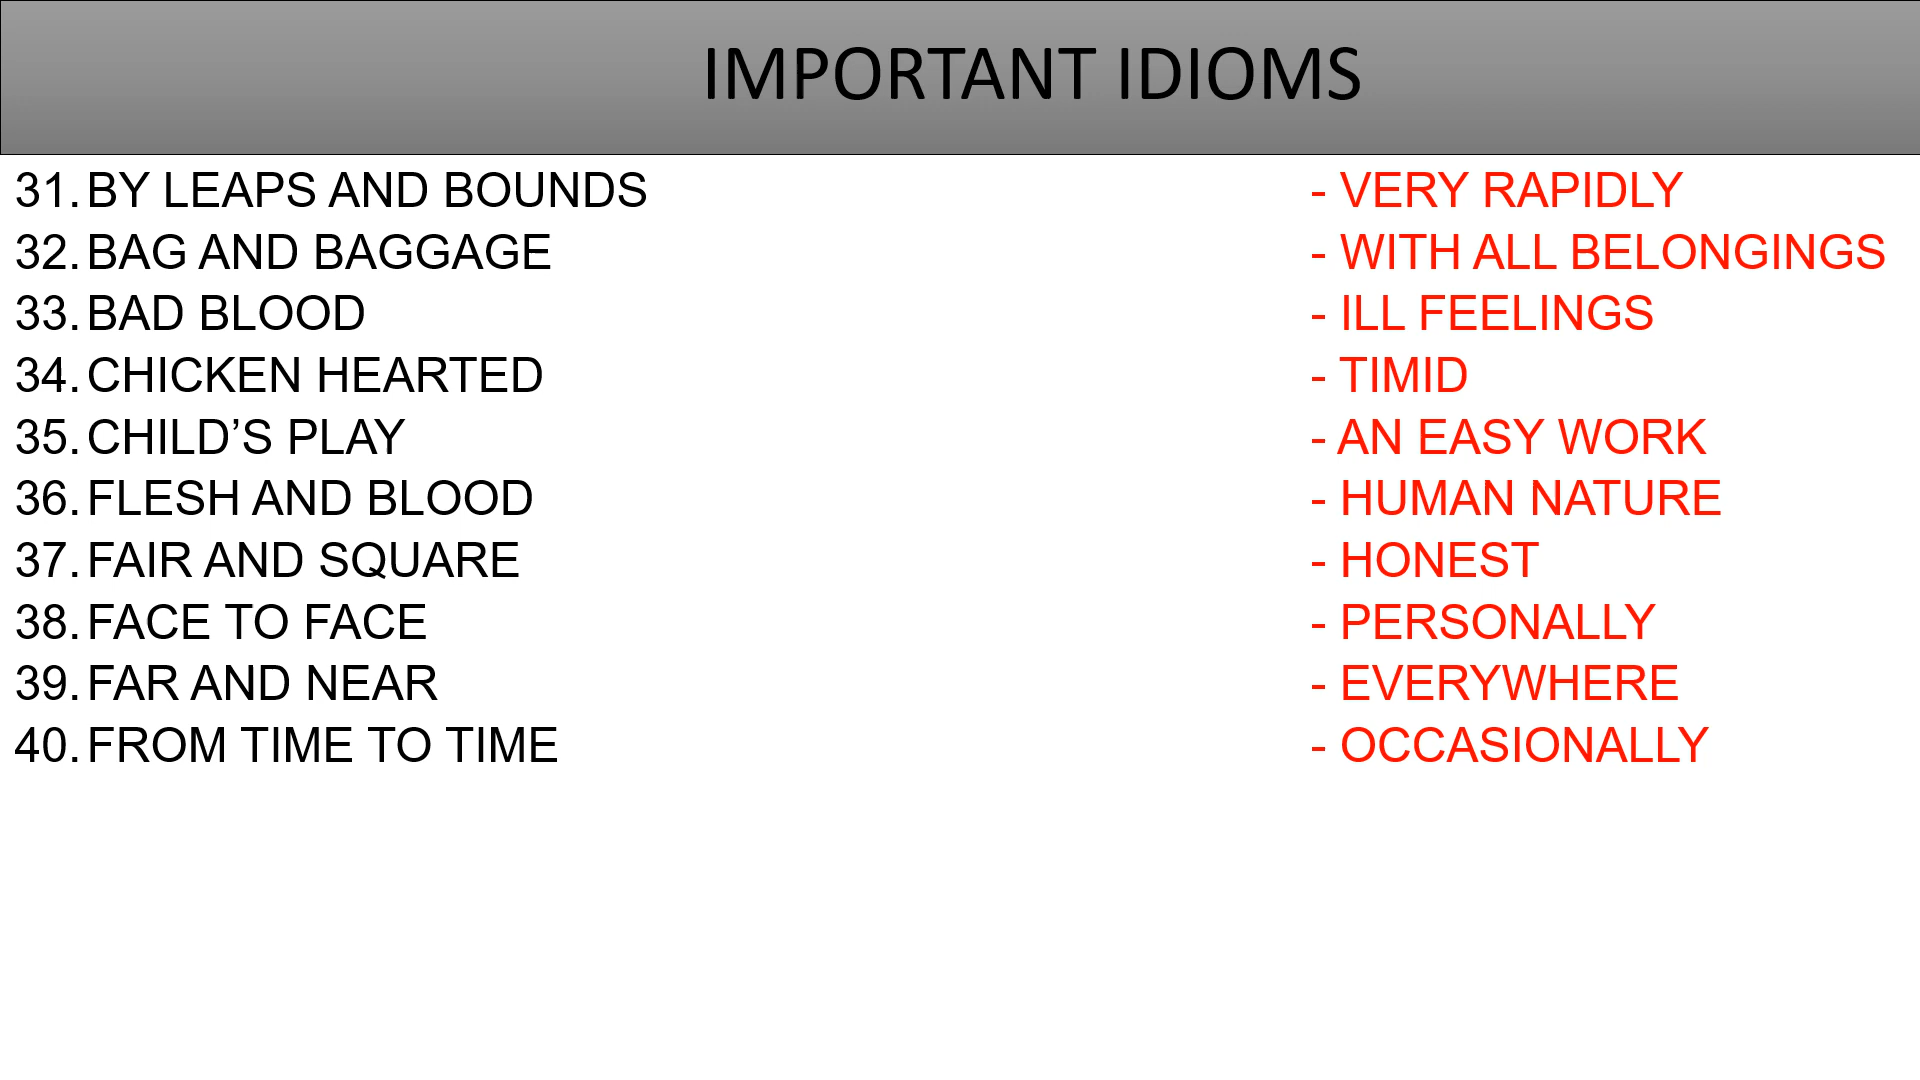 IMPORTANT IDIOMS
31. BY LEAPS AND BOUNDS - VERY RAPIDLY
32. BAG AND BAGGAGE - WITH ALL BELONGINGS
33. BAD BLOOD - ILL FEELINGS
34. CHICKEN HEARTED - TIMID
35. CHILD’S PLAY - AN EASY WORK
36. FLESH AND BLOOD - HUMAN NATURE
37. FAIR AND SQUARE - HONEST
38. FACE TO FACE - PERSONALLY
39. FAR AND NEAR - EVERYWHERE
40. FROM TIME TO TIME - OCCASIONALLY